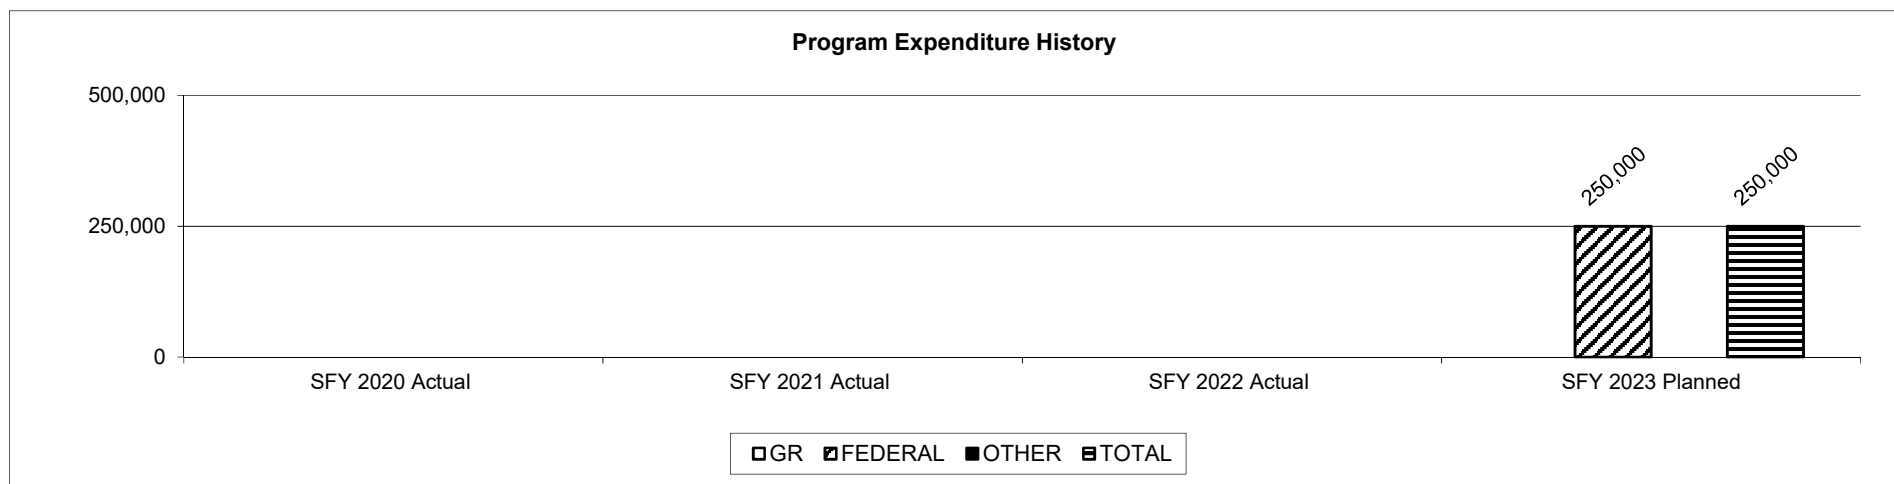 Program Expenditure History
500,000
250,000
0
250,000 250,000
SFY 2020 Actual SFY 2021 Actual SFY 2022 Actual SFY 2023 Planned
GR FEDERAL OTHER TOTAL